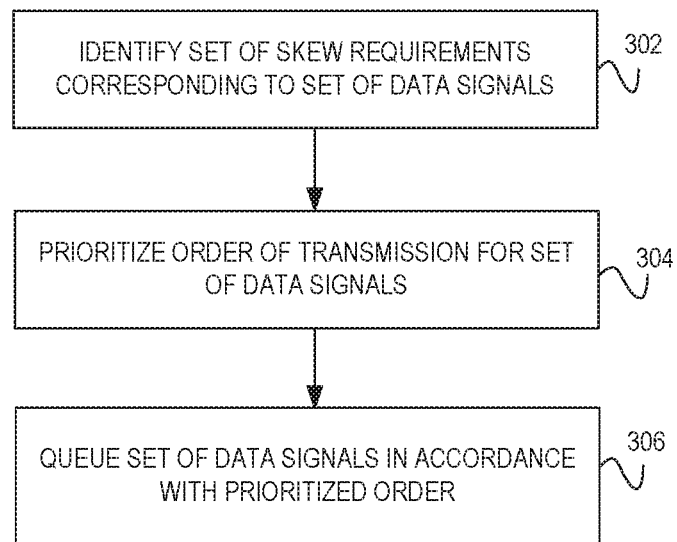 IDENTIFY SET OF SKEW REQUIREMENTS
CORRESPONDING TO SET OF DATA SIGNALS
302
PRIORITIZE ORDER OF TRANSMISSION FOR SET
OF DATA SIGNALS
304
QUEUE SET OF DATA SIGNALS IN ACCORDANCE
WITH PRIORITIZED ORDER
306